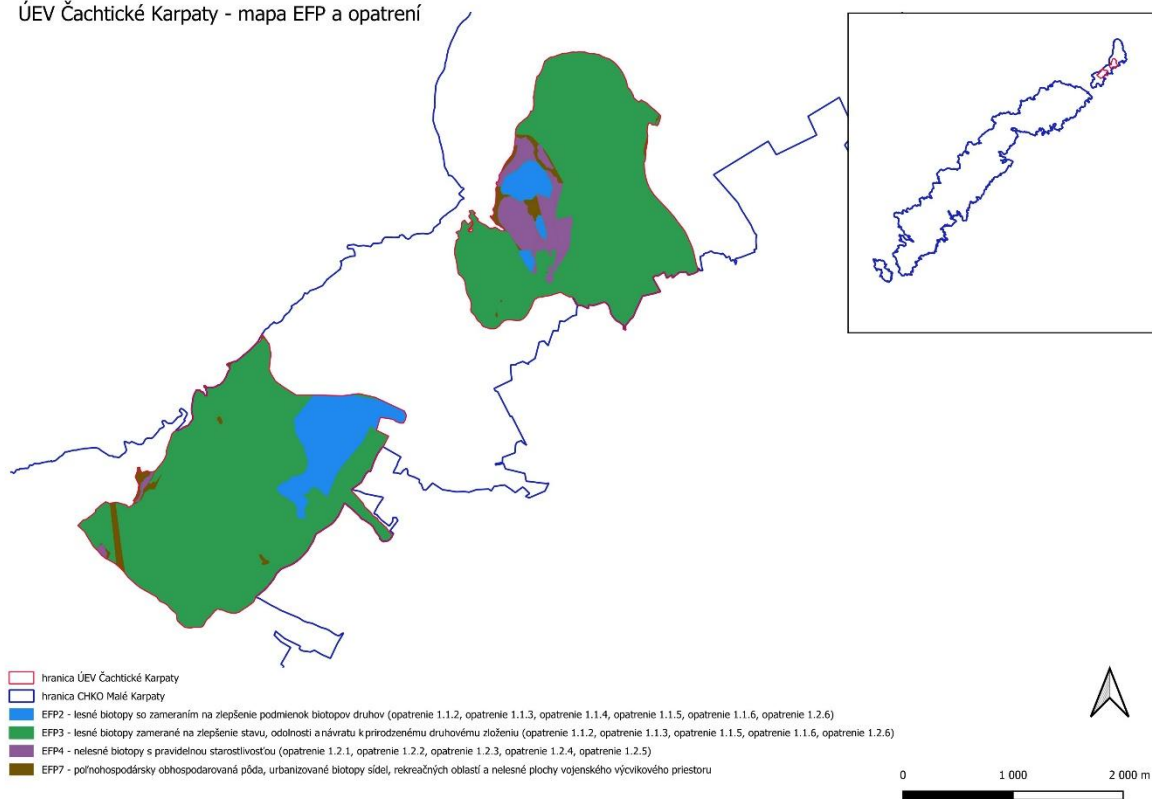 ÚEV Čachtické Karpaty - mapa EFP a opatrení
hranica ÚEV Čachtické Karpaty
hranica CHKO Malé Karpaty
EFP2 - lesné biotopy so zameraním na zlepšenie podmienok biotopov druhov (opatrenie 1.1.2, opatrenie 1.1.3, opatrenie 1.1.4, opatrenie 1.1.5, opatrenie 1.1.6, opatrenie 1.2.6)
EFP3 - lesné biotopy zamerané na zlepšenie stavu, odolnosti a návratu k prirodzenému druhovému zloženiu (opatrenie 1.1.2, opatrenie 1.1.3, opatrenie 1.1.5, opatrenie 1.1.6, opatrenie 1.2.6)
EFP4 - nelesné biotopy s pravidelnou starostlivosťou (opatrenie 1.2.1, opatrenie 1.2.2, opatrenie 1.2.3, opatrenie 1.2.4, opatrenie 1.2.5)
EFP7 - poľnohospodársky obhospodarovaná pôda, urbanizované biotopy sídel, rekreačných oblastí a nelesné plochy vojenského výcvikového priestoru
0 1 000 2 000 m